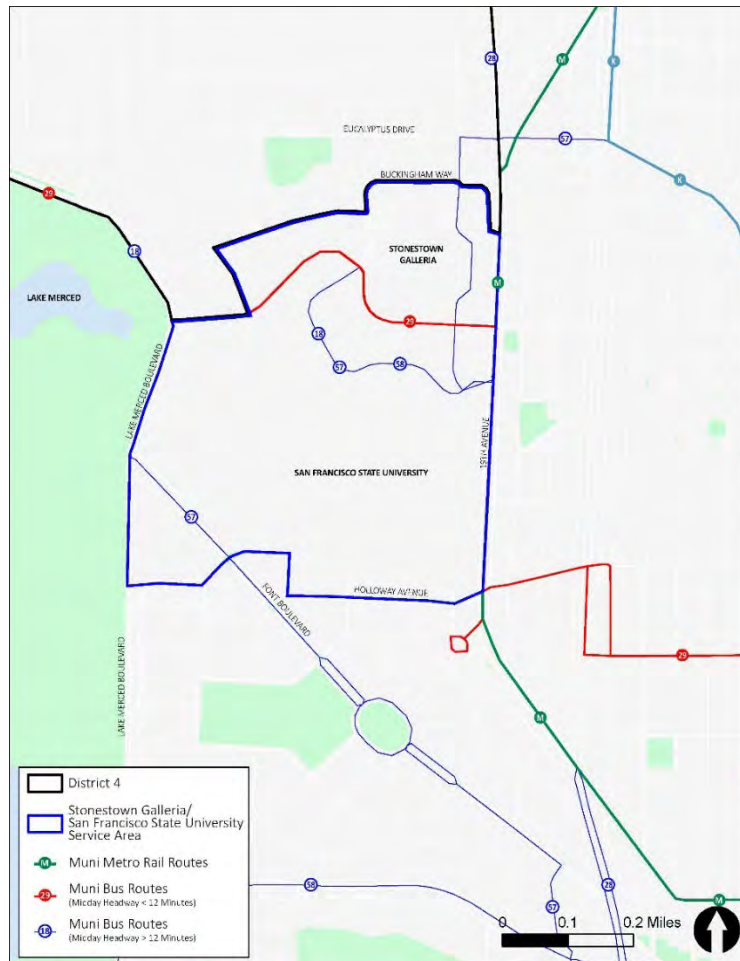 28
M
K
EUCALYPTUS DRIVE
57
BUCKINGHAM WAY
K
29
STONESTOWN
GALLERIA
18
M
LAKE MERCED
29
18
57
58
LAKE MERCED BOULEVARD
19TH AVENUE
SAN FRANCISCO STATE UNIVERSITY
57
HOLLOWAY AVENUE
FONT BOULEVARD
LAKE MERCED BOULEVARD
29
M
District 4
Stonestown Galleria/
San Francisco State University
Service Area
M Muni Metro Rail Routes
29 Muni Bus Routes
(Midday Headway < 12 Minutes)
18 Muni Bus Routes
(Midday Headway > 12 Minutes)
58
28
57
M
0 0.1 0.2 Miles